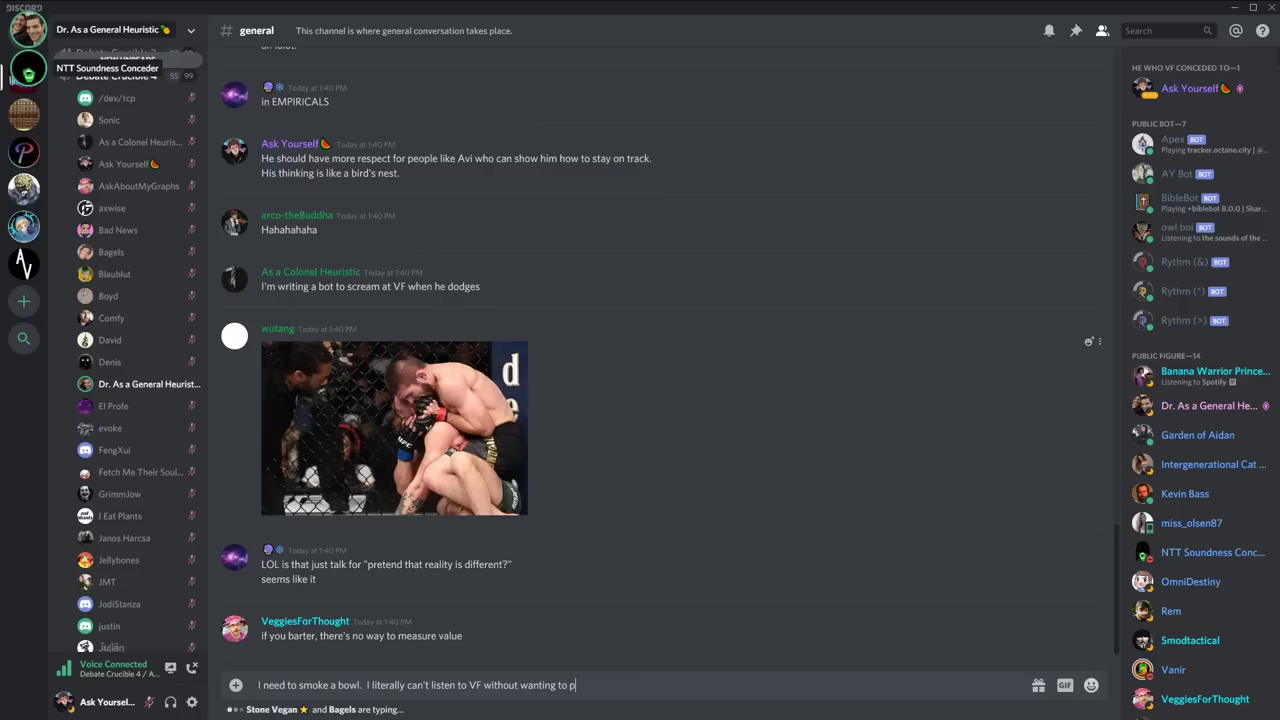 DISCORD
Dr. As a General Heuristic
NTT Soundness Conceder
Debate Crucible 4 55 99
/dev/tcp
Sonic
As a Colonel Heuris...
Ask Yourself
AskAboutMyGraphs
axwise
Bad News
Bagels
Blaublut
Boyd
Comfy
David
Denis
Dr. As a General Heurist...
El Profe
evoke
FengXui
Fetch Me Their Soul...
GrimmJow
I Eat Plants
Janos Harcsa
Jellybones
JMT
JodiStanza
justin
Voice Connected
Debate Crucible 4 / A...
Ask Yoursel...
# general This channel is where general conversation takes place.
Search
an idiot.
Today at 1:40 PM
in EMPIRICALS
Ask Yourself Today at 1:40 PM
He should have more respect for people like Avi who can show him how to stay on track.
His thinking is like a bird's nest.
arco-theBuddha Today at 1:40 PM
Hahahahaha
As a Colonel Heuristic Today at 1:40 PM
I'm writing a bot to scream at VF when he dodges
wutang Today at 1:40 PM
d
UFC
Today at 1:40 PM
LOL is that just talk for "pretend that reality is different?"
seems like it
VeggiesForThought Today at 1:40 PM
if you barter, there's no way to measure value
I need to smoke a bowl. I literally can't listen to VF without wanting to p
GIF
Stone Vegan and Bagels are typing...
HE WHO VF CONCEDED TO—1
Ask Yourself
PUBLIC BOT—7
Apex BOT
Playing tracker.octane.city | @...
AY Bot BOT
BibleBot BOT
Playing +biblebot 8.0.0 | Shar...
owl boi BOT
Listening to the sounds of the ...
Rythm (&) BOT
Rythm (*) BOT
Rythm (>) BOT
PUBLIC FIGURE—14
Banana Warrior Prince...
Listening to Spotify
Dr. As a General He...
Garden of Aidan
Intergenerational Cat ...
Kevin Bass
miss_olsen87
NTT Soundness Conc...
OmniDestiny
Rem
Smodtactical
Vanir
VeggiesForThought